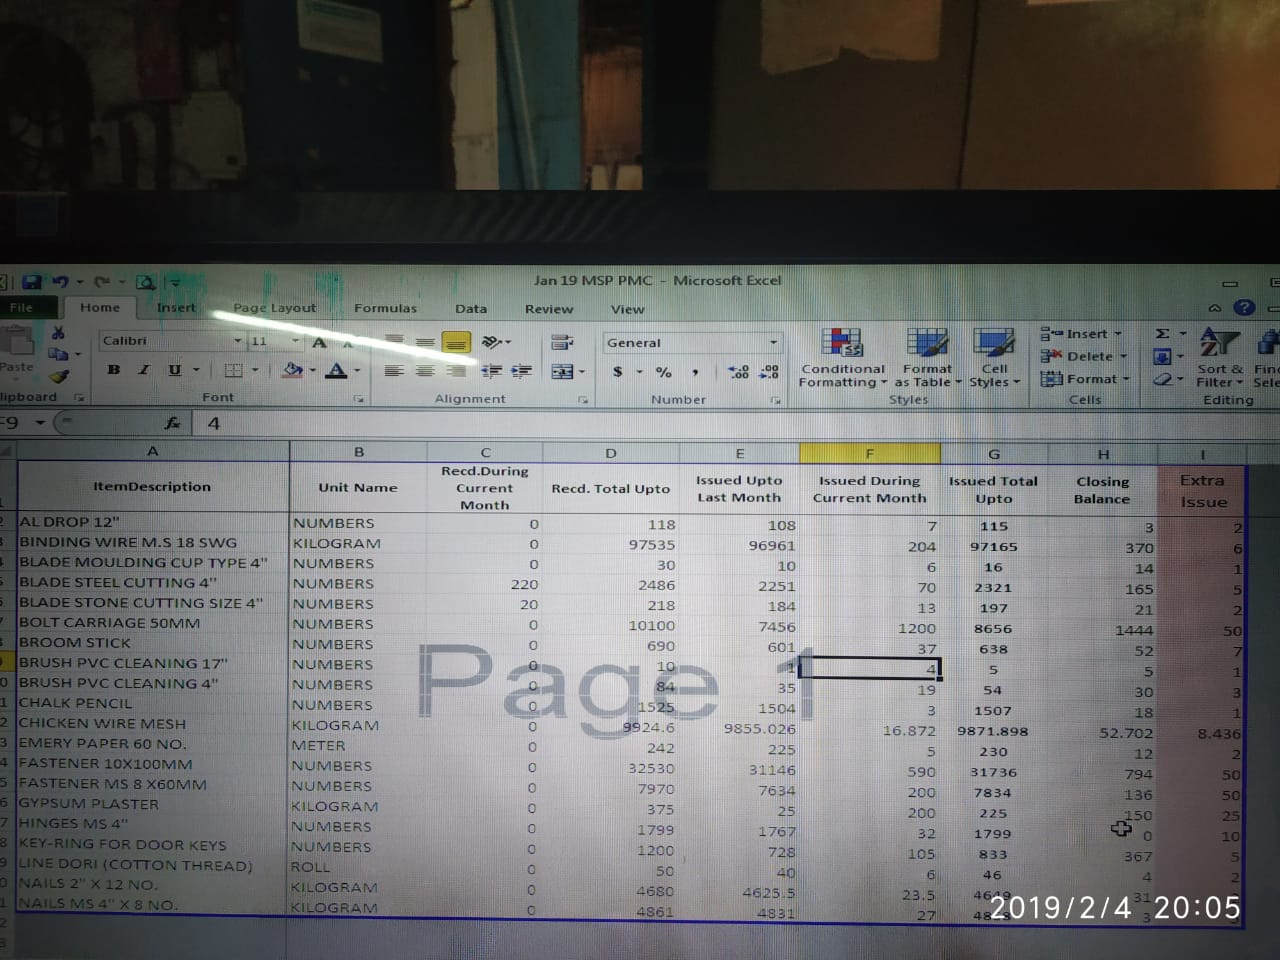 Jan 19 MSP PMC - Microsoft Excel
File Home Insert Page Layout Formulas Data Review View
Calibri 11 A A General Insert Σ
Paste B I U A $ % , Conditional Formatting Format as Table Cell Styles Delete Format Sort & Filter
Font Alignment Number Styles Cells Editing
fx 4
A B C D E F G H I
ItemDescription Unit Name Recd.During Current Month Recd. Total Upto Issued Upto Last Month Issued During Current Month Issued Total Upto Closing Balance Extra Issue
AL DROP 12" NUMBERS 0 118 108 7 115 3 2
BINDING WIRE M.S 18 SWG KILOGRAM 0 97535 96961 204 97165 370 6
BLADE MOULDING CUP TYPE 4" NUMBERS 0 30 10 6 16 14 1
BLADE STEEL CUTTING 4" NUMBERS 220 2486 2251 70 2321 165 5
BLADE STONE CUTTING SIZE 4" NUMBERS 20 218 184 13 197 21 2
BOLT CARRIAGE 50MM NUMBERS 0 10100 7456 1200 8656 1444 50
BROOM STICK NUMBERS 0 690 601 37 638 52 7
BRUSH PVC CLEANING 17" NUMBERS 0 10 1 4 5 5 1
BRUSH PVC CLEANING 4" NUMBERS 0 84 35 19 54 30 3
CHALK PENCIL NUMBERS 0 1525 1504 3 1507 18 1
CHICKEN WIRE MESH KILOGRAM 0 9924.6 9855.026 16.872 9871.898 52.702 8.436
EMERY PAPER 60 NO. METER 0 242 225 5 230 12 2
FASTENER 10X100MM NUMBERS 0 32530 31146 590 31736 794 50
FASTENER MS 8 X60MM NUMBERS 0 7970 7634 200 7834 136 50
GYPSUM PLASTER KILOGRAM 0 375 25 200 225 150 25
HINGES MS 4" NUMBERS 0 1799 1767 32 1799 0 10
KEY-RING FOR DOOR KEYS NUMBERS 0 1200 728 105 833 367 5
LINE DORI (COTTON THREAD) ROLL 0 50 40 6 46 4 2
NAILS 2" X 12 NO. KILOGRAM 0 4680 4625.5 23.5
NAILS MS 4" X 8 NO. KILOGRAM 0 4861 4831 27
Page 1
2019/2/4 20:05